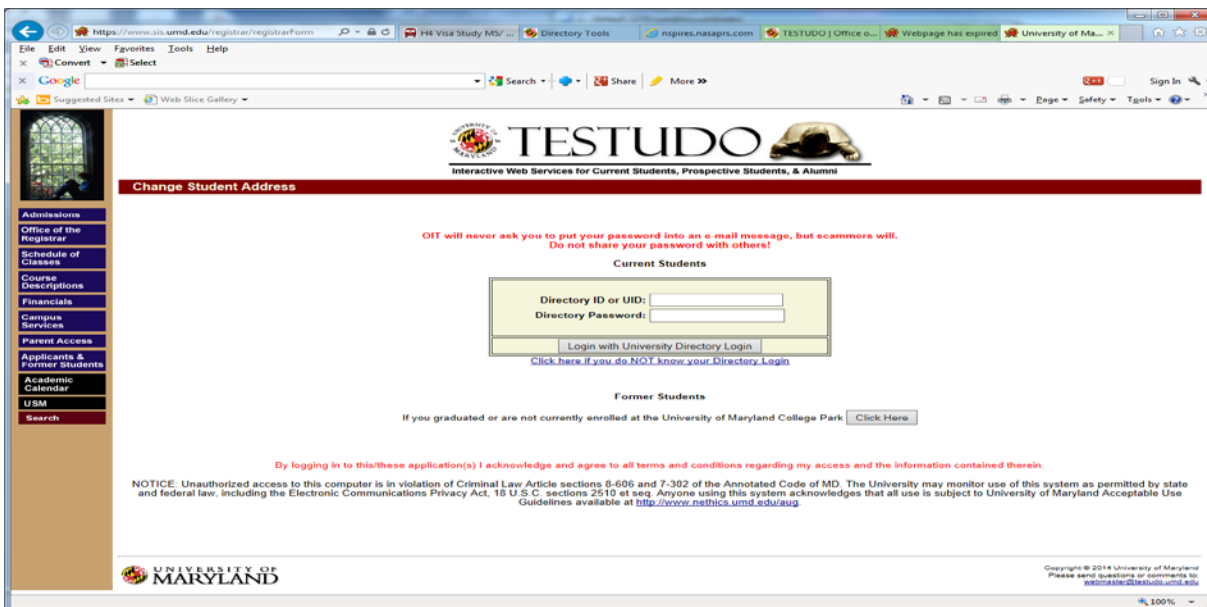 https://www.sis.umd.edu/registrar/registrarForm
H4 Visa Study MS/ ...
Directory Tools
nspires.nasaprs.com
TESTUDO | Office o...
Webpage has expired
University of Ma...
File Edit View Favorites Tools Help
Convert
Select
Google
Search
Share
More »
Sign In
Suggested Sites
Web Slice Gallery
Page Safety Tools
UNIVERSITY OF
MARYLAND
TESTUDO
Interactive Web Services for Current Students, Prospective Students, & Alumni
Change Student Address
Admissions
Office of the
Registrar
Schedule of
Classes
Course
Descriptions
Financials
Campus
Services
Parent Access
Applicants &
Former Students
Academic
Calendar
USM
Search
OIT will never ask you to put your password into an e-mail message, but scammers will.
Do not share your password with others!
Current Students
Directory ID or UID:
Directory Password:
Login with University Directory Login
Click here if you do NOT know your Directory Login
Former Students
If you graduated or are not currently enrolled at the University of Maryland College Park Click Here
By logging in to this/these application(s) I acknowledge and agree to all terms and conditions regarding my access and the information contained therein.
NOTICE: Unauthorized access to this computer is in violation of Criminal Law Article sections 8-606 and 7-302 of the Annotated Code of MD. The University may monitor use of this system as permitted by state
and federal law, including the Electronic Communications Privacy Act, 18 U.S.C. sections 2510 et seq. Anyone using this system acknowledges that all use is subject to University of Maryland Acceptable Use
Guidelines available at http://www.nethics.umd.edu/aug.
UNIVERSITY OF
MARYLAND
Copyright © 2014 University of Maryland
Please send questions or comments to:
webmaster@testudo.umd.edu
100%